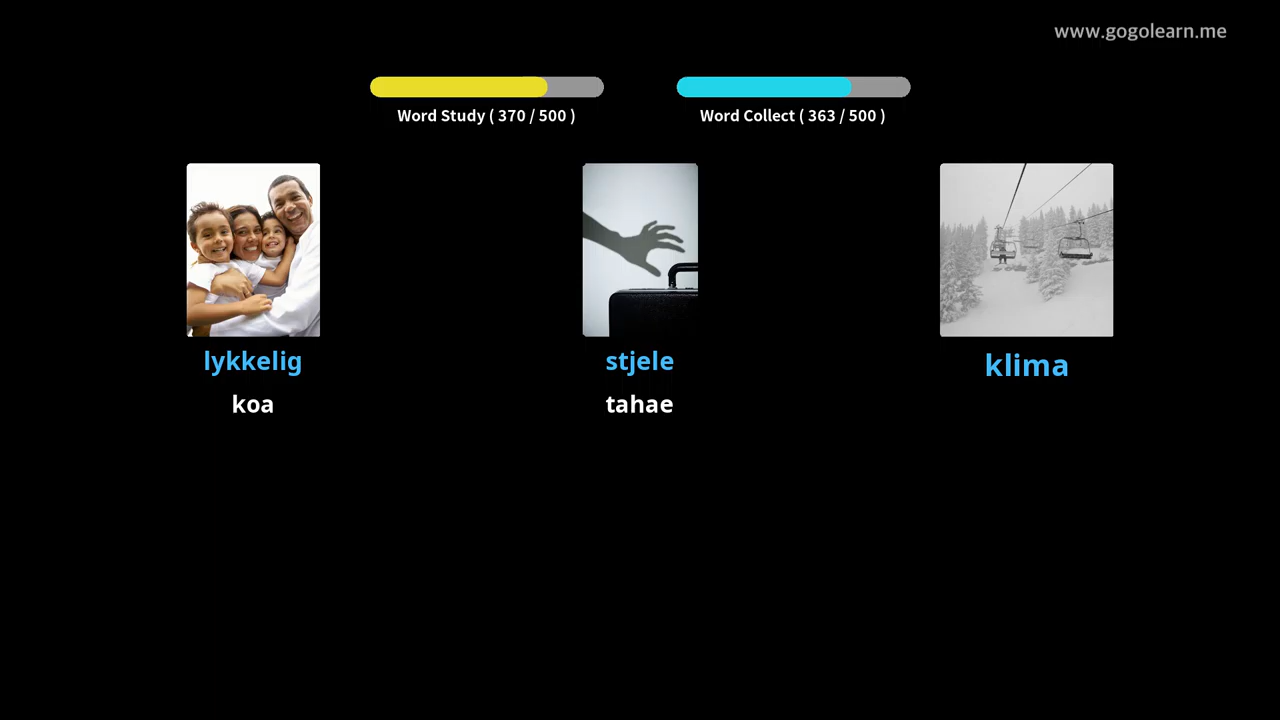 www.gogolearn.me
Word Study ( 370 / 500 )
Word Collect ( 363 / 500 )
lykkelig
koa
stjele
tahae
klima